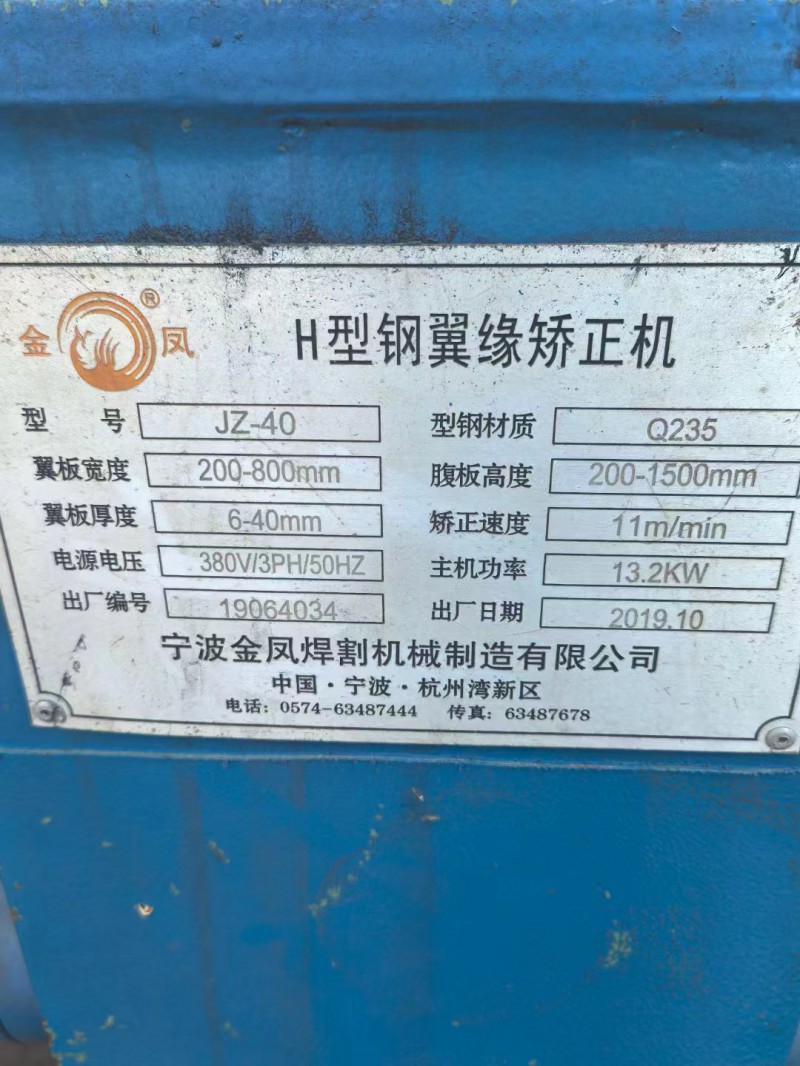 金 ® 凤 H型钢翼缘矫正机
型 号 JZ-40 型钢材质 Q235
翼板宽度 200-800mm 腹板高度 200-1500mm
翼板厚度 6-40mm 矫正速度 11m/min
电源电压 380V/3PH/50HZ 主机功率 13.2KW
出厂编号 19064034 出厂日期 2019.10
宁波金凤焊割机械制造有限公司
中国·宁波·杭州湾新区
电话: 0574-63487444 传真: 63487678